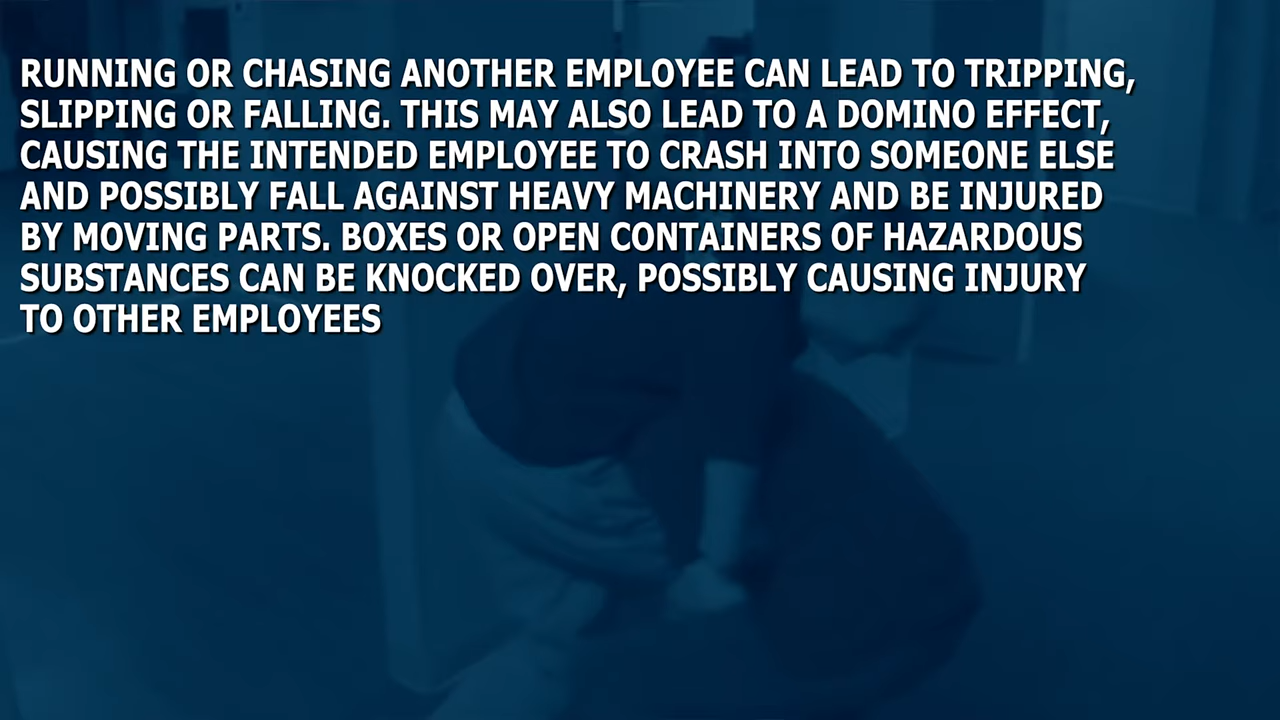 RUNNING OR CHASING ANOTHER EMPLOYEE CAN LEAD TO TRIPPING,
SLIPPING OR FALLING. THIS MAY ALSO LEAD TO A DOMINO EFFECT,
CAUSING THE INTENDED EMPLOYEE TO CRASH INTO SOMEONE ELSE
AND POSSIBLY FALL AGAINST HEAVY MACHINERY AND BE INJURED
BY MOVING PARTS. BOXES OR OPEN CONTAINERS OF HAZARDOUS
SUBSTANCES CAN BE KNOCKED OVER, POSSIBLY CAUSING INJURY
TO OTHER EMPLOYEES